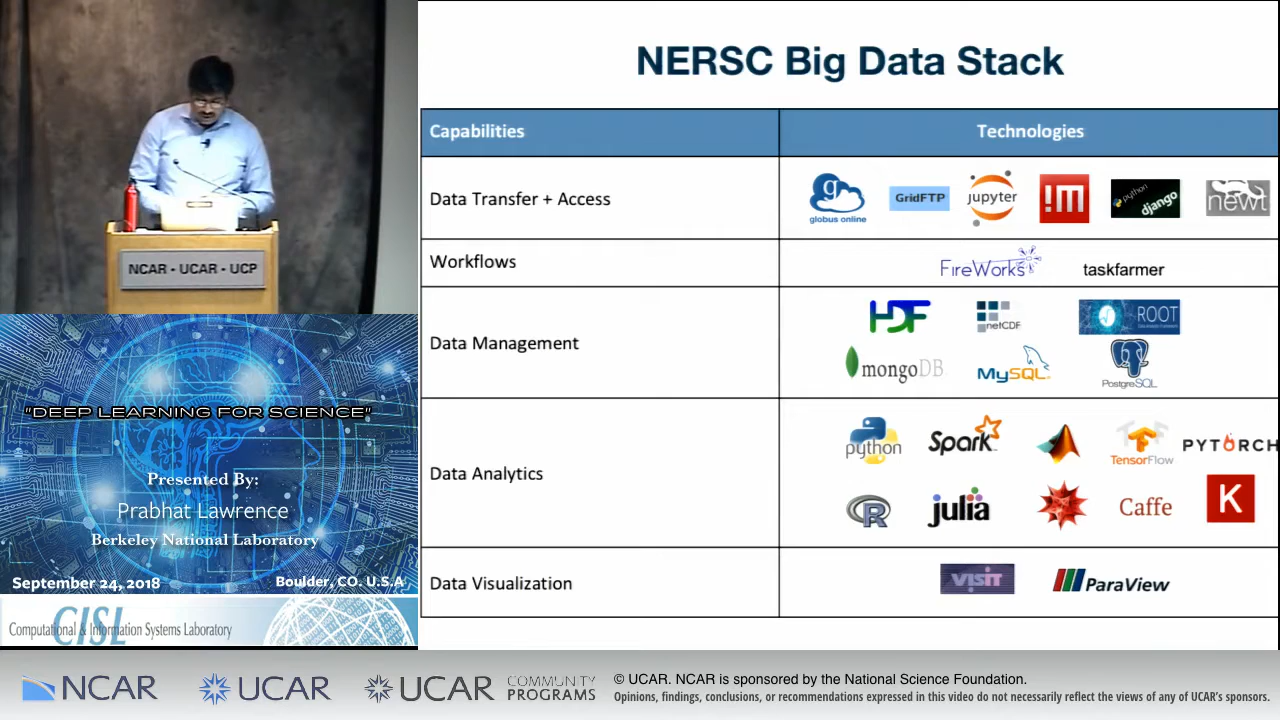 NERSC Big Data Stack
Capabilities
Technologies
Data Transfer + Access
g
globus online
GridFTP
jupyter
!M
python
django
newt
Workflows
FireWorks
taskfarmer
Data Management
HDF
netCDF
ROOT
Data Analysis Framework
mongoDB
MySQL
PostgreSQL
Data Analytics
python
Spark
TensorFlow
PYTORCH
R
julia
Caffe
K
Data Visualization
VISIT
ParaView
NCAR - UCAR - UCP
"DEEP LEARNING FOR SCIENCE"
Presented By:
Prabhat Lawrence
Berkeley National Laboratory
September 24, 2018
Boulder, CO. U.S.A
CISL
Computational & Information Systems Laboratory
NCAR
UCAR
UCAR
COMMUNITY
PROGRAMS
© UCAR. NCAR is sponsored by the National Science Foundation.
Opinions, findings, conclusions, or recommendations expressed in this video do not necessarily reflect the views of any of UCAR's sponsors.